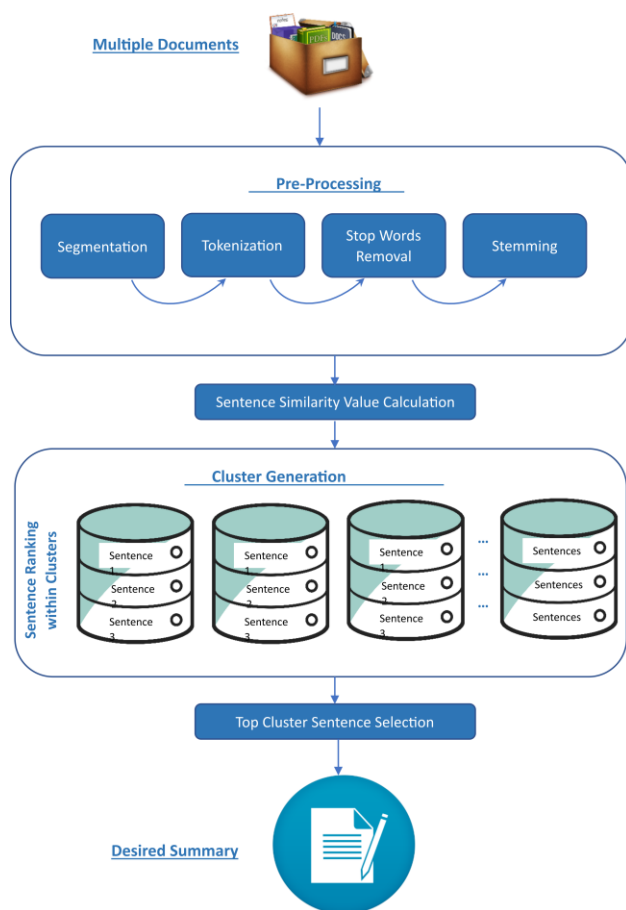 Multiple Documents
PDFs
DOCS
Pre-Processing
Segmentation
Tokenization
Stop Words
Removal
Stemming
Sentence Similarity Value Calculation
Cluster Generation
Sentence Ranking
within Clusters
Sentence
1
Sentence
2
Sentence
3
Sentence
1
Sentence
2
Sentence
3
Sentence
1
Sentence
2
Sentence
3
...
...
...
Sentences
Sentences
Sentences
Top Cluster Sentence Selection
Desired Summary